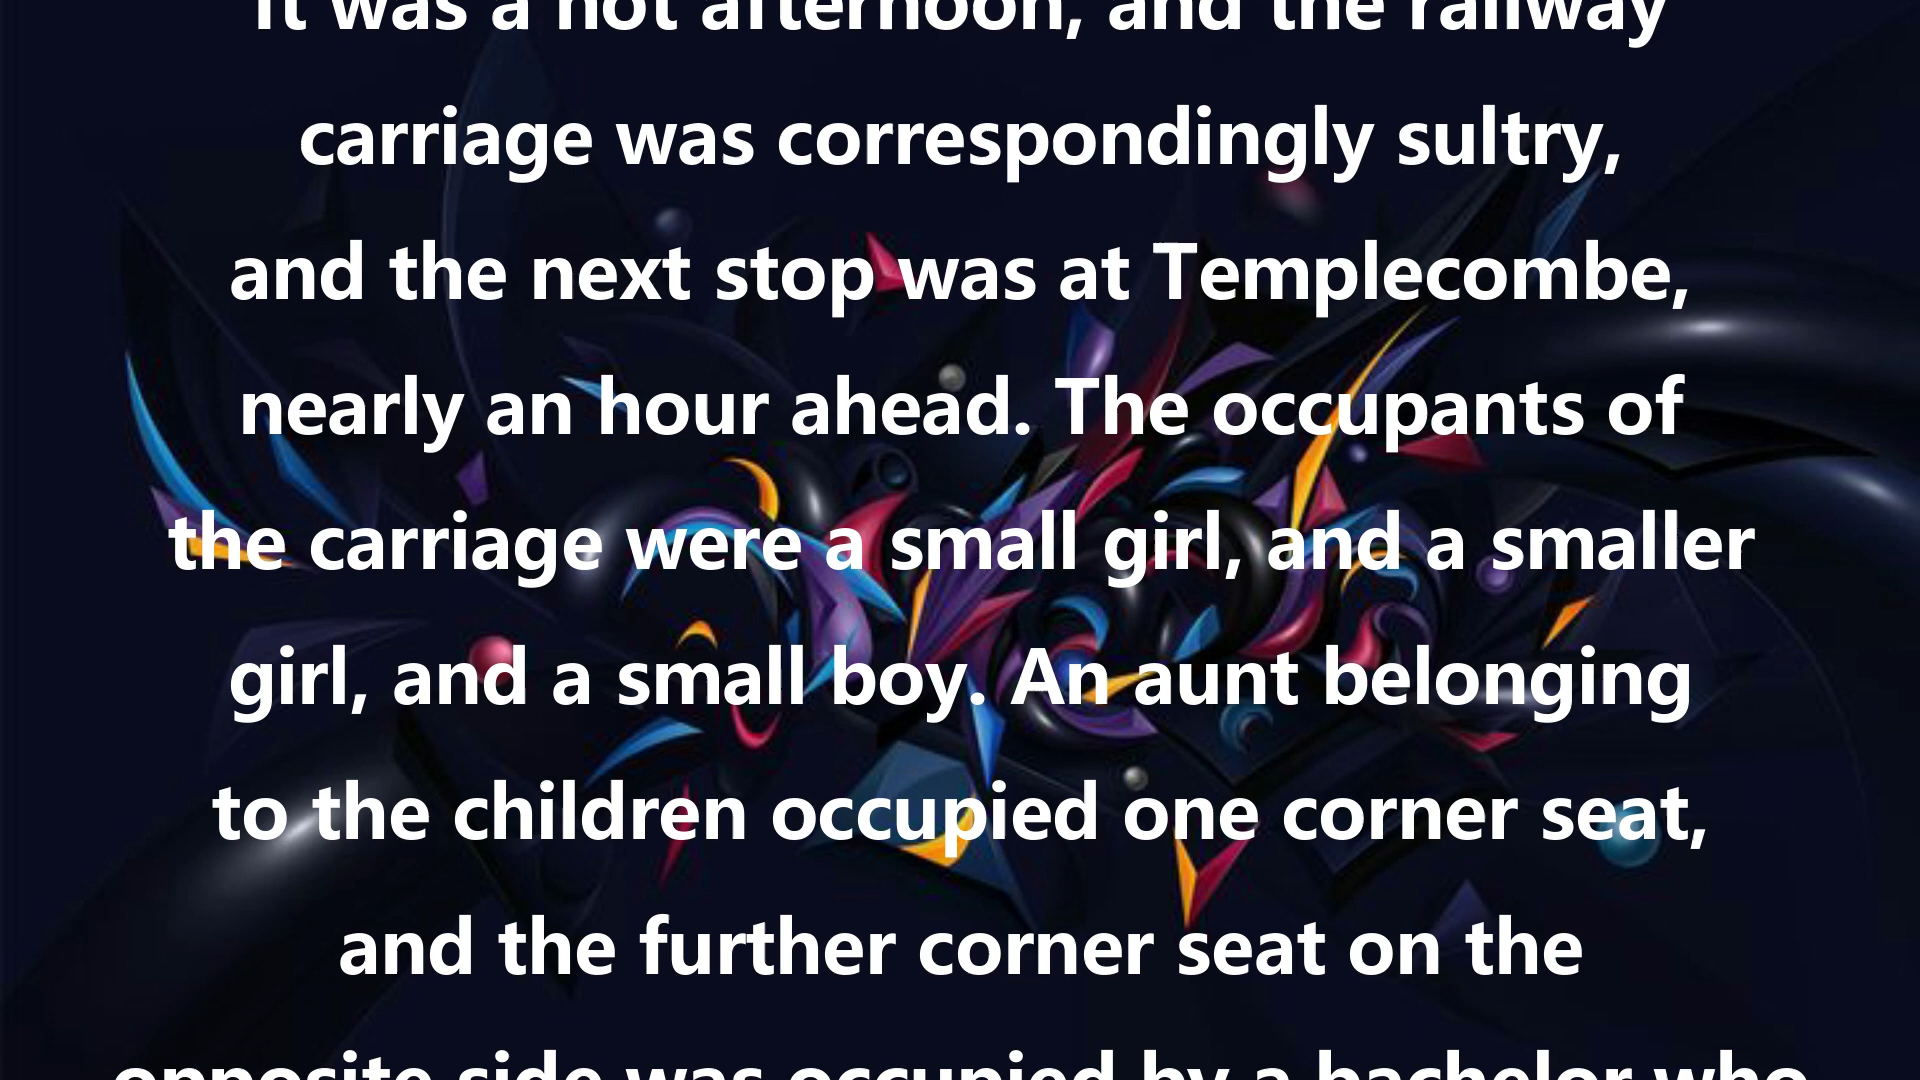 It was a hot afternoon, and the railway
carriage was correspondingly sultry,
and the next stop was at Templecombe,
nearly an hour ahead. The occupants of
the carriage were a small girl, and a smaller
girl, and a small boy. An aunt belonging
to the children occupied one corner seat,
and the further corner seat on the
opposite side was occupied by a bachelor who